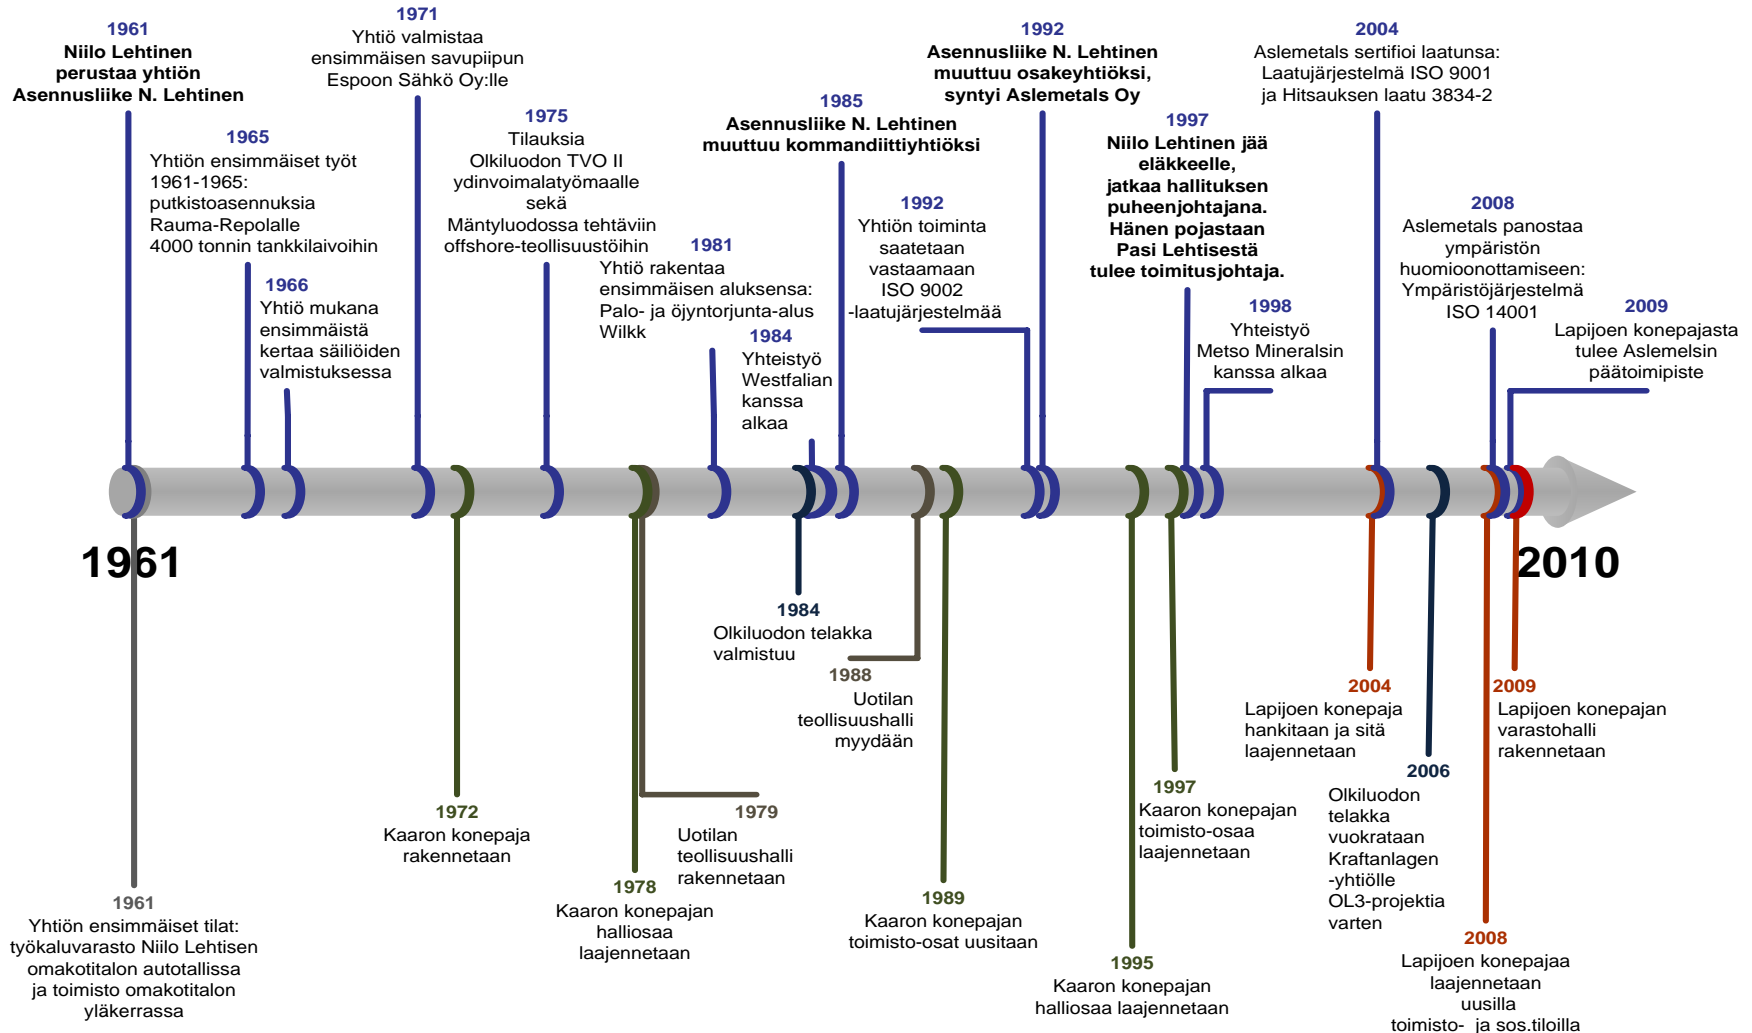 1961
Niilo Lehtinen
perustaa yhtiön
Asennusliike N. Lehtinen
1965
Yhtiön ensimmäiset työt
1961-1965:
putkistoasennuksia
Rauma-Repolalle
4000 tonnin tankkilaivoihin
1966
Yhtiö mukana
ensimmäistä
kertaa säiliöiden
valmistuksessa
1971
Yhtiö valmistaa
ensimmäisen savupiipun
Espoon Sähkö Oy:lle
1975
Tilauksia
Olkiluodon TVO II
ydinvoimalatyömaalle
sekä
Mäntyluodossa tehtäviin
offshore-teollisuustöihin
1981
Yhtiö rakentaa
ensimmäisen aluksensa:
Palo- ja öjyntorjunta-alus
Wilkk
1984
Yhteistyö
Westfalian
kanssa
alkaa
1985
Asennusliike N. Lehtinen
muuttuu kommandiittiyhtiöksi
1992
Yhtiön toiminta
saatetaan
vastaamaan
ISO 9002
-laatujärjestelmää
1992
Asennusliike N. Lehtinen
muuttuu osakeyhtiöksi,
syntyi Aslemetals Oy
1997
Niilo Lehtinen jää
eläkkeelle,
jatkaa hallituksen
puheenjohtajana.
Hänen pojastaan
Pasi Lehtisestä
tulee toimitusjohtaja.
1998
Yhteistyö
Metso Mineralsin
kanssa alkaa
2004
Aslemetals sertifioi laatunsa:
Laatujärjestelmä ISO 9001
ja Hitsauksen laatu 3834-2
2008
Aslemetals panostaa
ympäristön
huomioonottamiseen:
Ympäristöjärjestelmä
ISO 14001
2009
Lapijoen konepajasta
tulee Aslemelsin
päätoimipiste
1961
2010
1961
Yhtiön ensimmäiset tilat:
työkaluvarasto Niilo Lehtisen
omakotitalon autotallissa
ja toimisto omakotitalon
yläkerrassa
1972
Kaaron konepaja
rakennetaan
1978
Kaaron konepajan
halliosaa
laajennetaan
1979
Uotilan
teollisuushalli
rakennetaan
1984
Olkiluodon telakka
valmistuu
1988
Uotilan
teollisuushalli
myydään
1989
Kaaron konepajan
toimisto-osat uusitaan
1995
Kaaron konepajan
halliosaa laajennetaan
1997
Kaaron konepajan
toimisto-osaa
laajennetaan
2004
Lapijoen konepaja
hankitaan ja sitä
laajennetaan
2006
Olkiluodon
telakka
vuokrataan
Kraftanlagen
-yhtiölle
OL3-projektia
varten
2008
Lapijoen konepajaa
laajennetaan
uusilla
toimisto- ja sos.tiloilla
2009
Lapijoen konepajan
varastohalli
rakennetaan